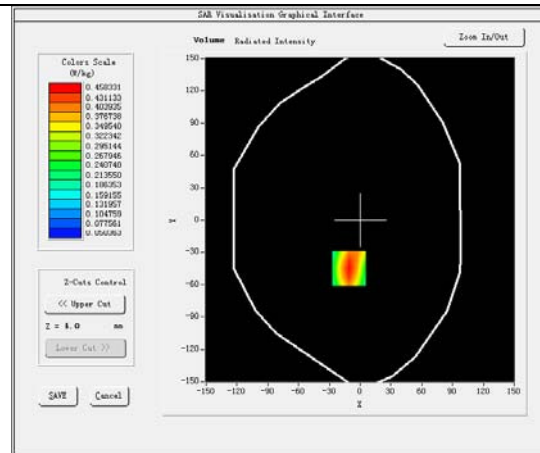 SAR Visualisation Graphical Interface
Volume Radiated Intensity
Zoom In/Out
Colors Scale
(W/kg)
0.458331
0.431133
0.403935
0.376738
0.349540
0.322342
0.295144
0.267946
0.240748
0.213550
0.186353
0.159155
0.131957
0.104759
0.077561
0.050363
Z-Cuts Control
<< Upper Cut
Z = 4.0 mm
Lower Cut >>
SAVE Cancel
150
120
90
60
30
0
-30
-60
-90
-120
-150
Y
-150 -120 -90 -60 -30 0 30 60 90 120 150
X